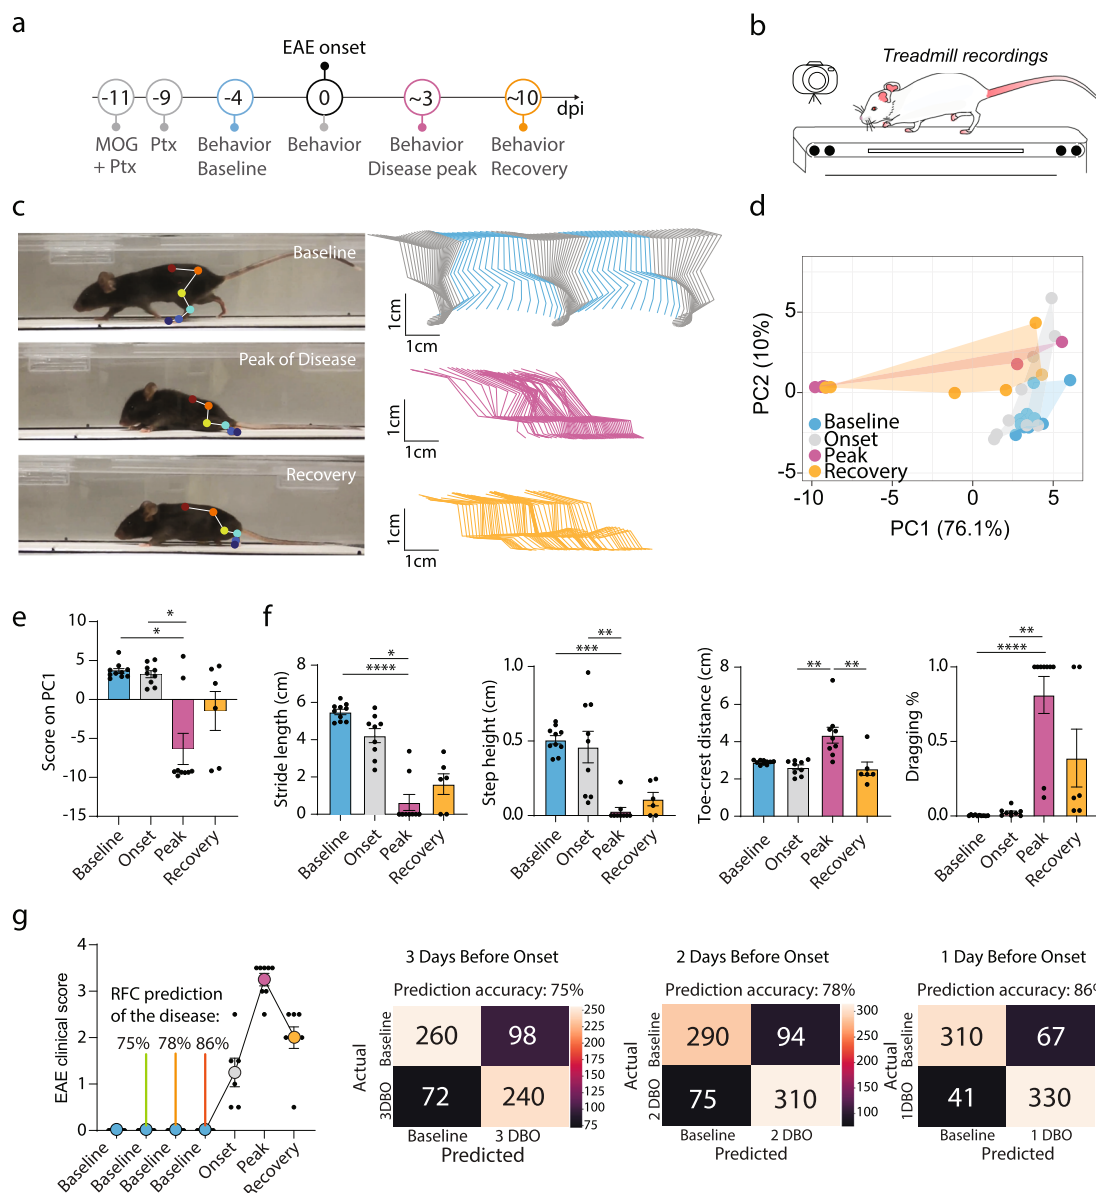 a
EAE onset
-11
-9
-4
0
~3
~10
dpi
MOG
+ Ptx
Ptx
Behavior
Baseline
Behavior
Behavior
Disease peak
Behavior
Recovery
b
Treadmill recordings
c
Baseline
1cm
1cm
Peak of Disease
1cm
1cm
Recovery
1cm
1cm
d
PC2 (10%)
5
0
-5
Baseline
Onset
Peak
Recovery
-10
-5
0
5
PC1 (76.1%)
e
Score on PC1
10
5
0
-5
-10
-15
*
*
Baseline
Onset
Peak
Recovery
f
Stride length (cm)
8
6
4
2
0
*
****
Baseline
Onset
Peak
Recovery
Step height (cm)
1.0
0.5
0.0
**
***
Baseline
Onset
Peak
Recovery
Toe-crest distance (cm)
8
6
4
2
0
**
**
Baseline
Onset
Peak
Recovery
Dragging %
1.0
0.5
0.0
**
****
Baseline
Onset
Peak
Recovery
g
EAE clinical score
4
3
2
1
0
RFC prediction
of the disease:
75%
78%
86%
Baseline
Baseline
Baseline
Baseline
Onset
Peak
Recovery
3 Days Before Onset
Prediction accuracy: 75%
Actual
Baseline
3DBO
260
98
72
240
Baseline
3 DBO
Predicted
250
225
200
175
150
125
100
75
2 Days Before Onset
Prediction accuracy: 78%
Actual
Baseline
2 DBO
290
94
75
310
Baseline
2 DBO
Predicted
300
250
200
150
100
1 Day Before Onset
Prediction accuracy: 86%
Actual
Baseline
1DBO
310
67
41
330
Baseline
1 DBO
Predicted